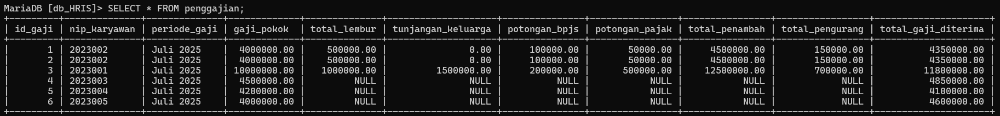 MariaDB [db_HRIS]> SELECT * FROM penggajian;
+---------+--------------+--------------+-------------+--------------+--------------------+---------------+----------------+----------------+-----------------+---------------------+
| id_gaji | nip_karyawan | periode_gaji | gaji_pokok  | total_lembur | tunjangan_keluarga | potongan_bpjs | potongan_pajak | total_penambah | total_pengurang | total_gaji_diterima |
+---------+--------------+--------------+-------------+--------------+--------------------+---------------+----------------+----------------+-----------------+---------------------+
|       1 | 2023002      | Juli 2025    |  4000000.00 |    500000.00 |               0.00 |     100000.00 |       50000.00 |     4500000.00 |       150000.00 |          4350000.00 |
|       2 | 2023002      | Juli 2025    |  4000000.00 |    500000.00 |               0.00 |     100000.00 |       50000.00 |     4500000.00 |       150000.00 |          4350000.00 |
|       3 | 2023001      | Juli 2025    | 10000000.00 |   1000000.00 |         1500000.00 |     200000.00 |      500000.00 |    12500000.00 |       700000.00 |         11800000.00 |
|       4 | 2023003      | Juli 2025    |  4500000.00 |         NULL |               NULL |          NULL |           NULL |           NULL |            NULL |          4850000.00 |
|       5 | 2023004      | Juli 2025    |  4200000.00 |         NULL |               NULL |          NULL |           NULL |           NULL |            NULL |          4100000.00 |
|       6 | 2023005      | Juli 2025    |  4000000.00 |         NULL |               NULL |          NULL |           NULL |           NULL |            NULL |          4600000.00 |
+---------+--------------+--------------+-------------+--------------+--------------------+---------------+----------------+----------------+-----------------+---------------------+